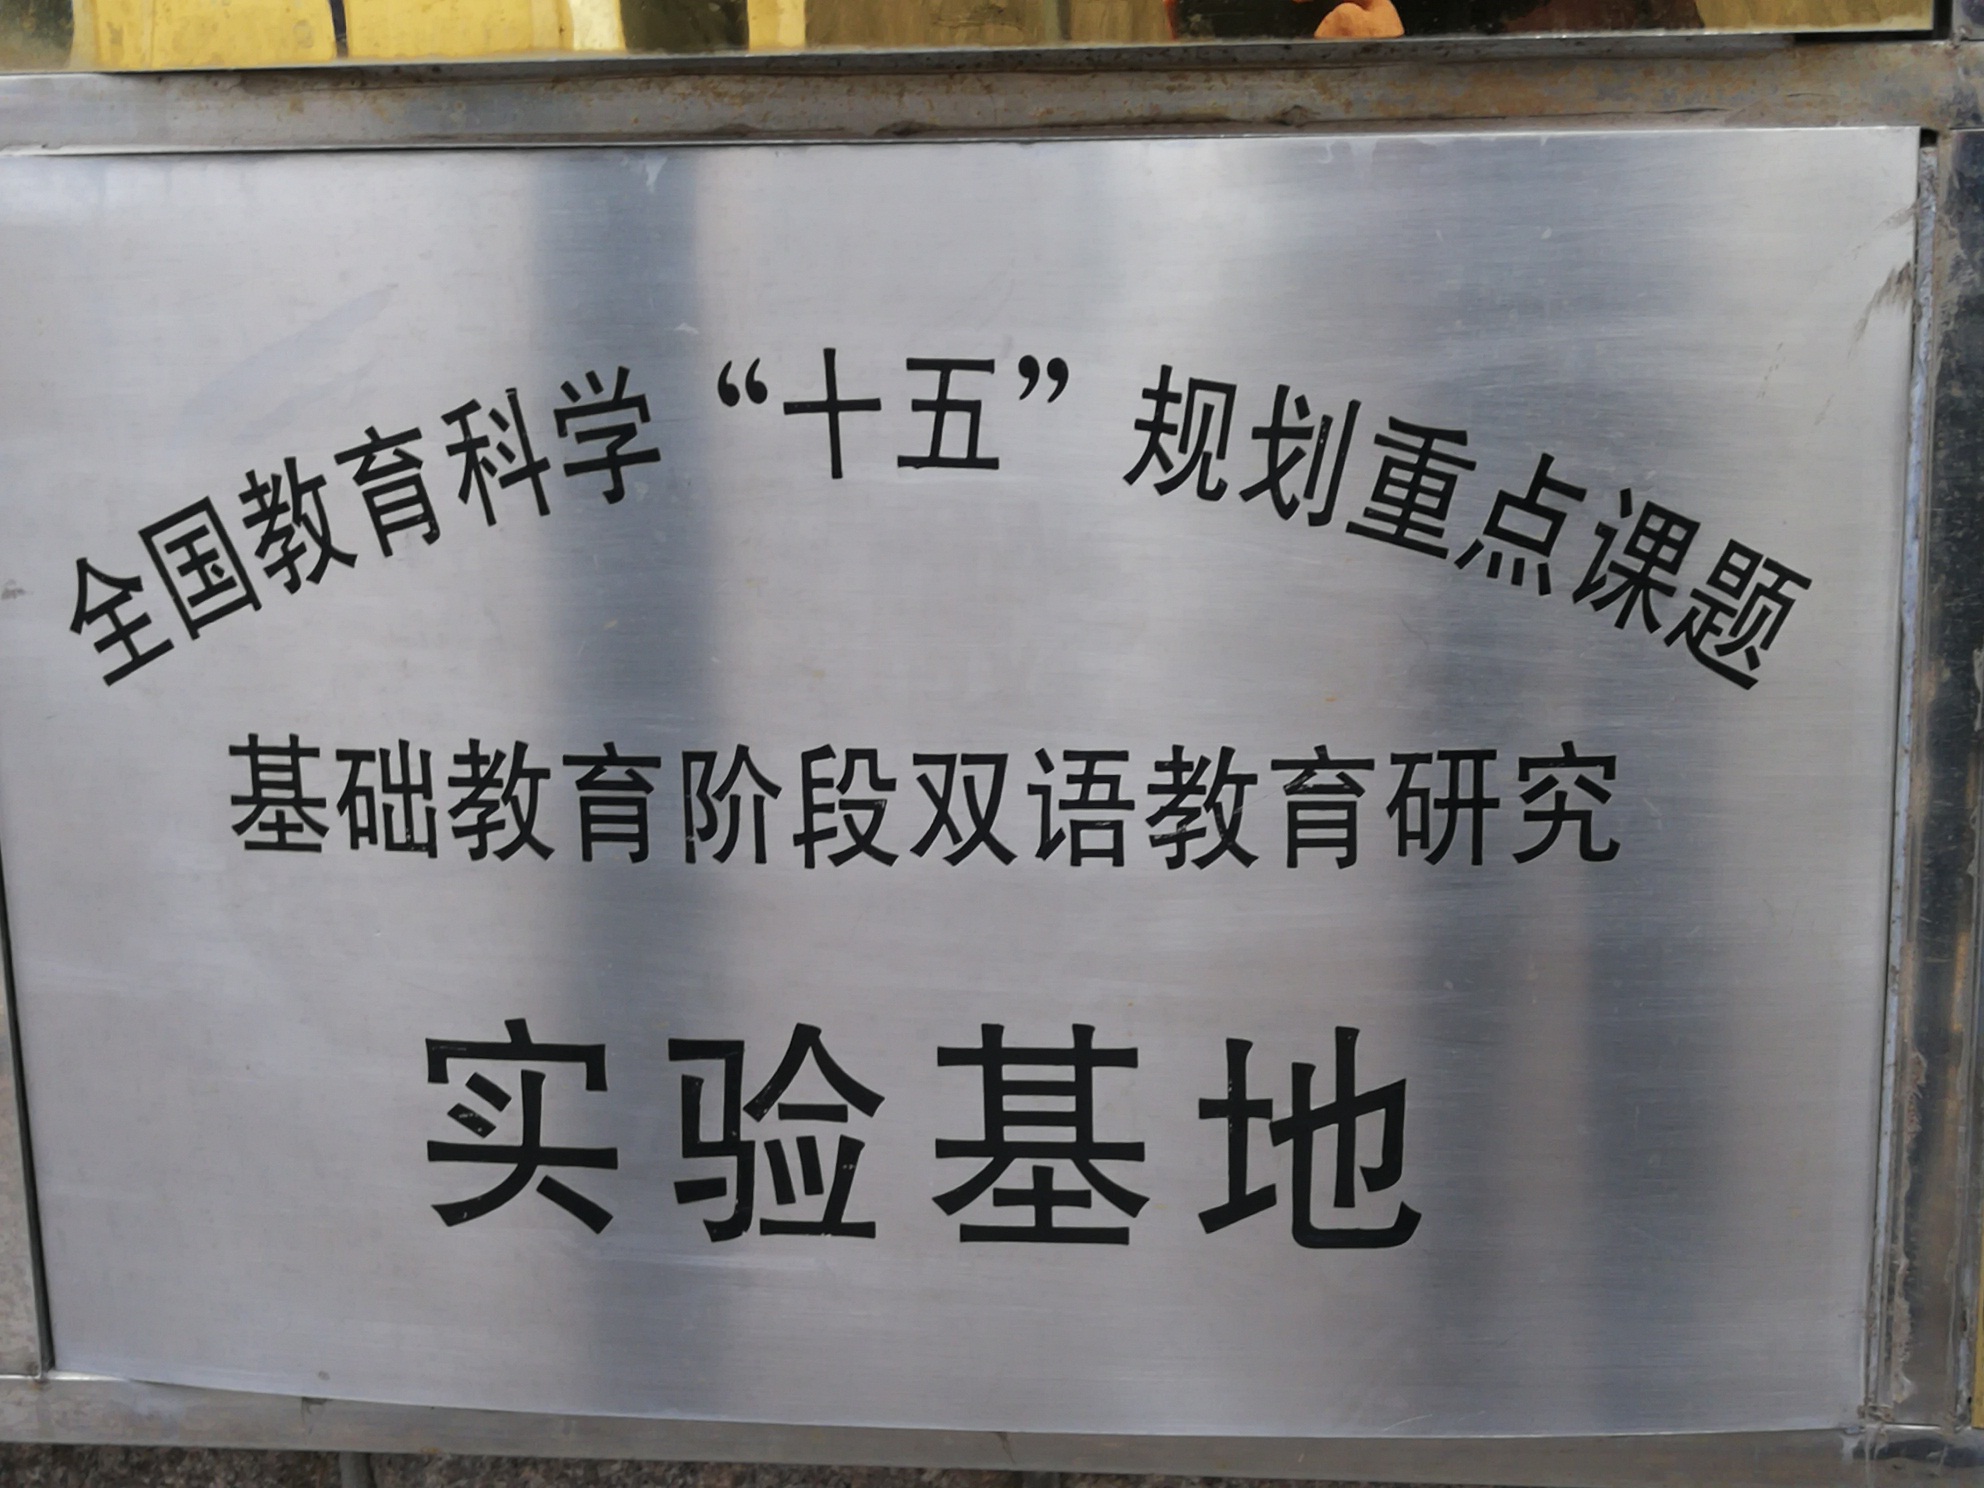 全国教育科学“十五”规划重点课题
基础教育阶段双语教育研究
实验基地